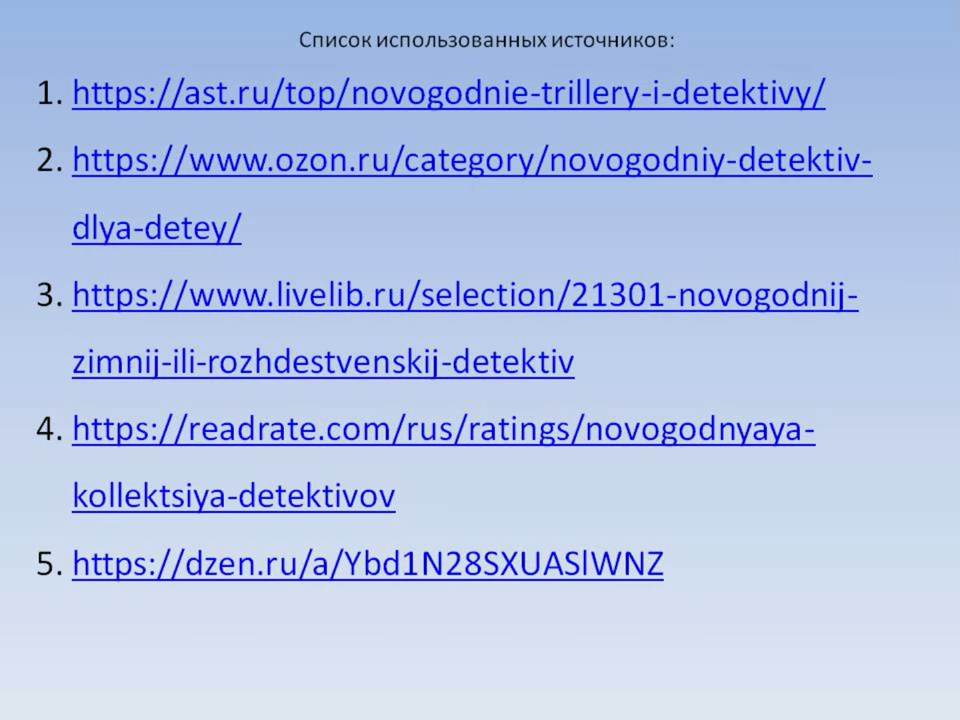 Список использованных источников:
1. https://ast.ru/top/novogodnie-trillery-i-detektivy/
2. https://www.ozon.ru/category/novogodniy-detektiv-
dlya-detey/
3. https://www.livelib.ru/selection/21301-novogodnij-
zimnij-ili-rozhdestvenskij-detektiv
4. https://readrate.com/rus/ratings/novogodnyaya-
kollektsiya-detektivov
5. https://dzen.ru/a/Ybd1N28SXUASlWNZ